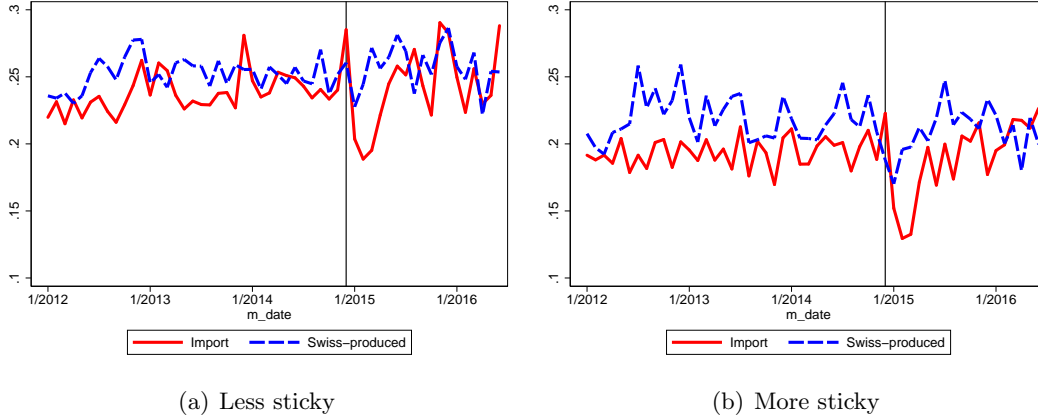 .3
.25
.2
.15
.1
1/2012 1/2013 1/2014 1/2015 1/2016
m_date
Import Swiss−produced
(a) Less sticky
.3
.25
.2
.15
.1
1/2012 1/2013 1/2014 1/2015 1/2016
m_date
Import Swiss−produced
(b) More sticky